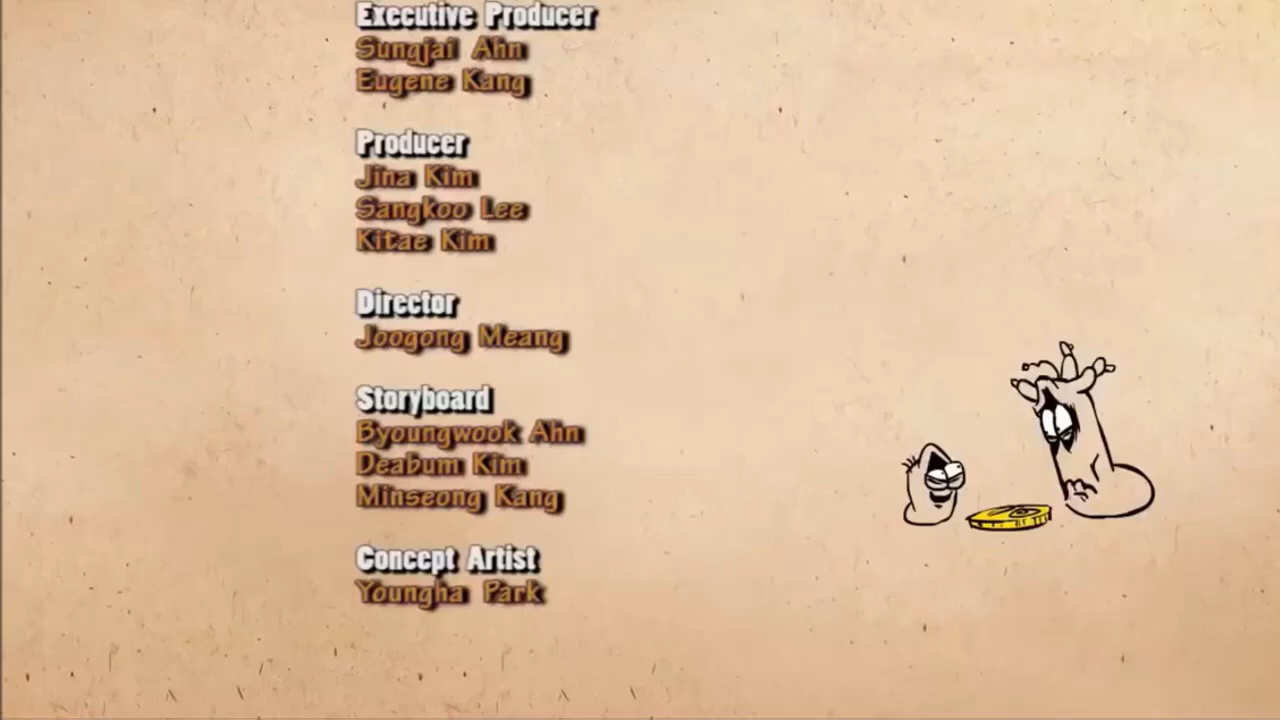 Executive Producer
Sungjai Ahn
Eugene Kang
Producer
Jina Kim
Sangkoo Lee
Kitae Kim
Director
Joogong Meang
Storyboard
Byoungwook Ahn
Deabum Kim
Minseong Kang
Concept Artist
Youngha Park